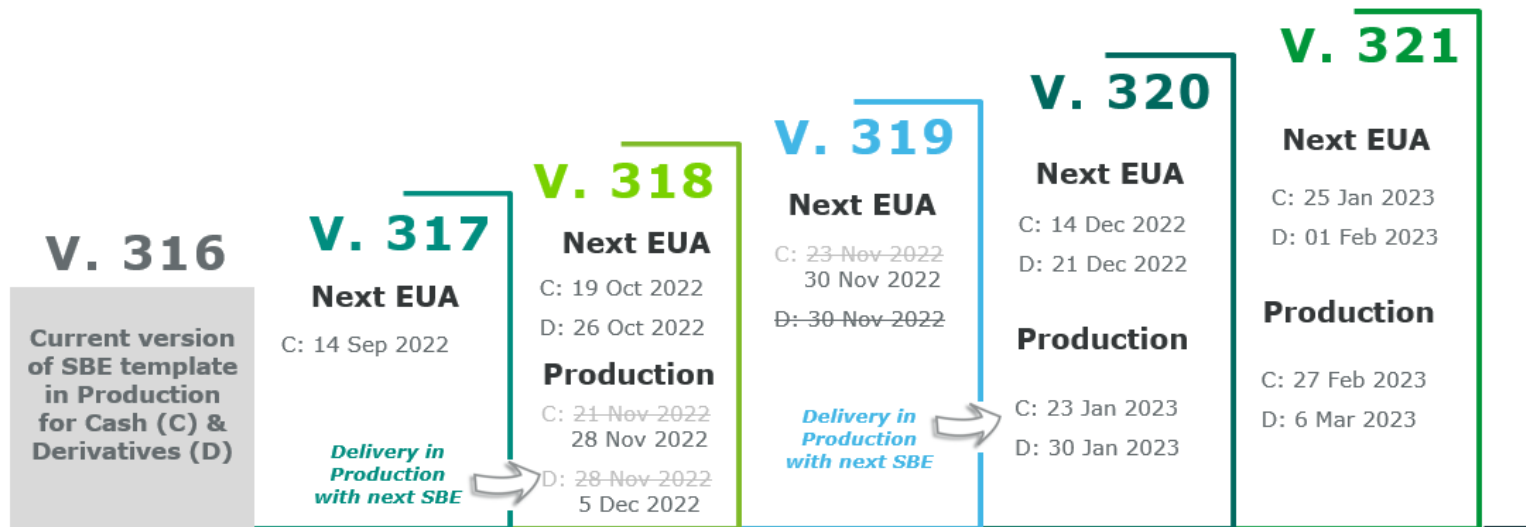 V. 316
Current version
of SBE template
in Production
for Cash (C) &
Derivatives (D)
V. 317
Next EUA
C: 14 Sep 2022
Delivery in
Production
with next SBE
V. 318
Next EUA
C: 19 Oct 2022
D: 26 Oct 2022
Production
C: 21 Nov 2022
28 Nov 2022
D: 28 Nov 2022
5 Dec 2022
V. 319
Next EUA
C: 23 Nov 2022
30 Nov 2022
D: 30 Nov 2022
Delivery in
Production
with next SBE
V. 320
Next EUA
C: 14 Dec 2022
D: 21 Dec 2022
Production
C: 23 Jan 2023
D: 30 Jan 2023
V. 321
Next EUA
C: 25 Jan 2023
D: 01 Feb 2023
Production
C: 27 Feb 2023
D: 6 Mar 2023